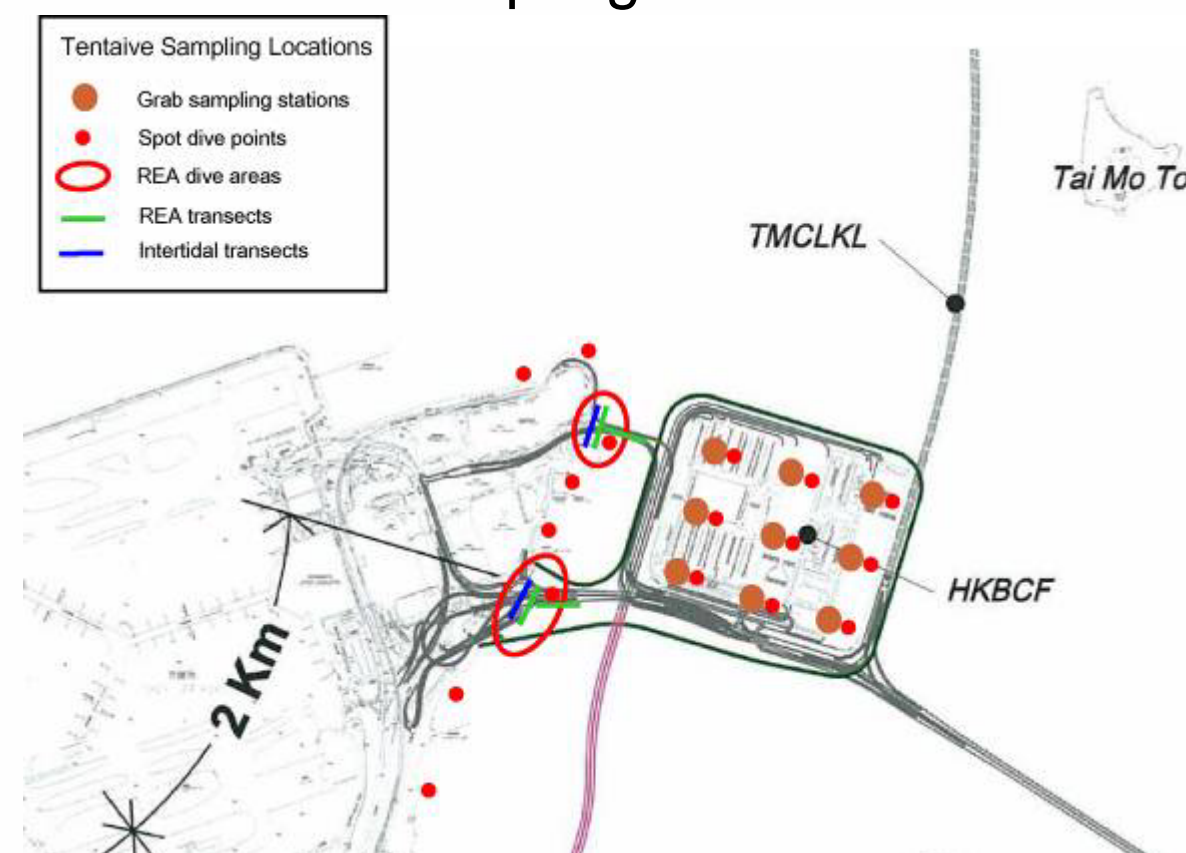 Tentaive Sampling Locations
Grab sampling stations
Spot dive points
REA dive areas
REA transects
Intertidal transects
Tai Mo To
TMCLKL
HKBCF
2 Km